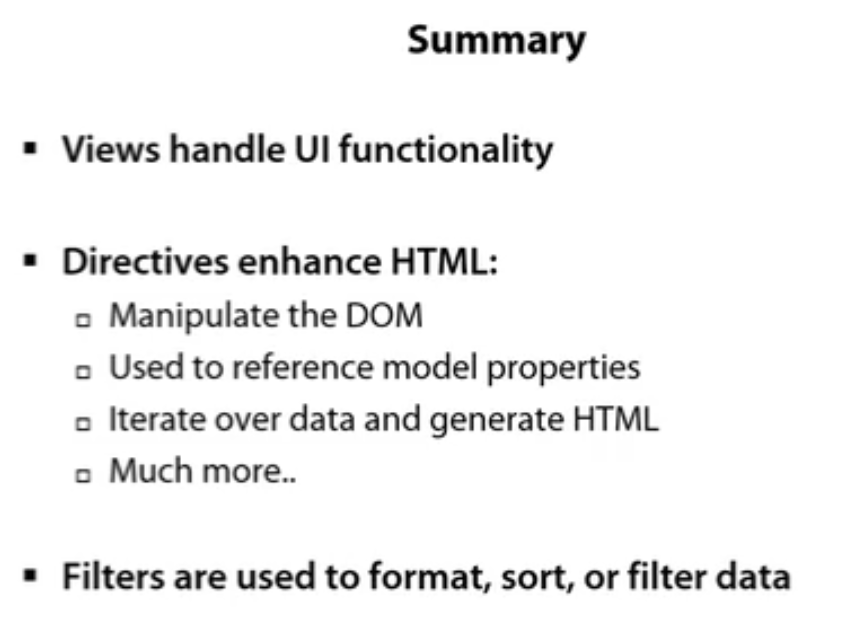 Summary
▪ Views handle UI functionality
▪ Directives enhance HTML:
▫ Manipulate the DOM
▫ Used to reference model properties
▫ Iterate over data and generate HTML
▫ Much more..
▪ Filters are used to format, sort, or filter data